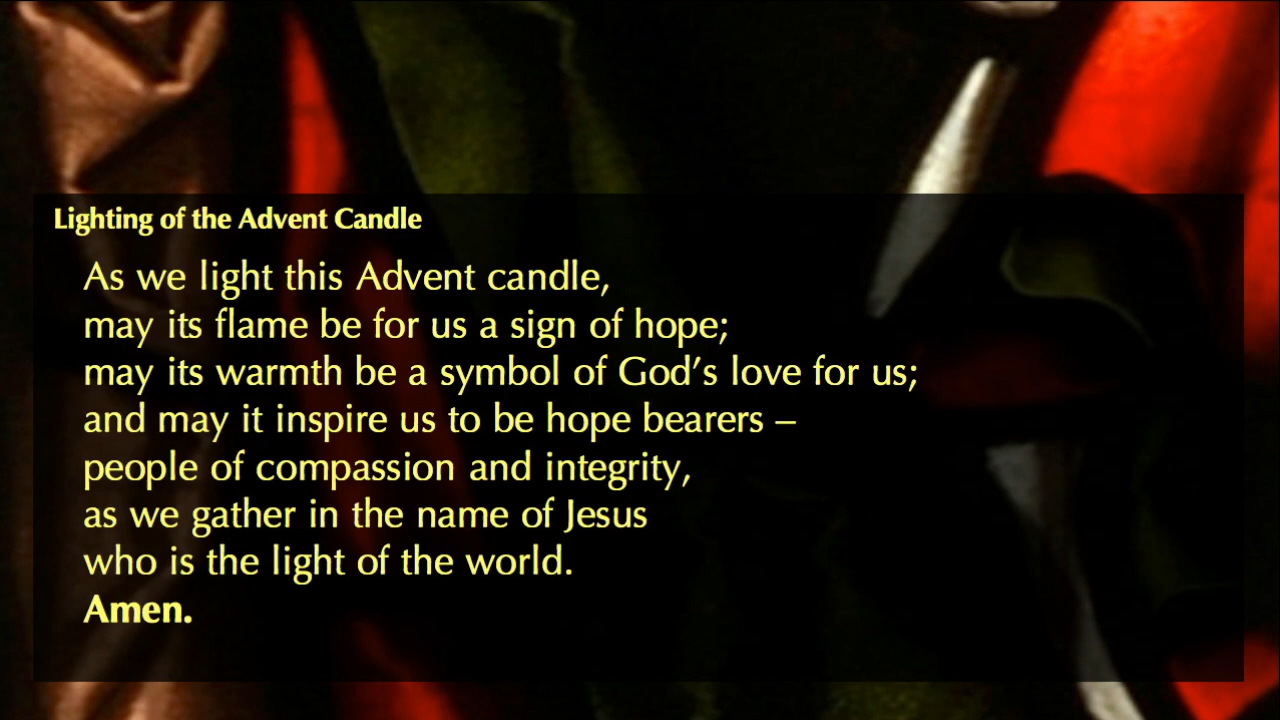 Lighting of the Advent Candle
As we light this Advent candle,
may its flame be for us a sign of hope;
may its warmth be a symbol of God’s love for us;
and may it inspire us to be hope bearers –
people of compassion and integrity,
as we gather in the name of Jesus
who is the light of the world.
Amen.